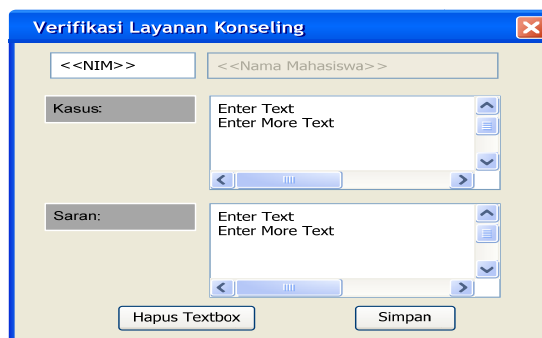 Verifikasi Layanan Konseling
<<NIM>> <<Nama Mahasiswa>>
Kasus: Enter Text
Enter More Text
Saran: Enter Text
Enter More Text
Hapus Textbox Simpan